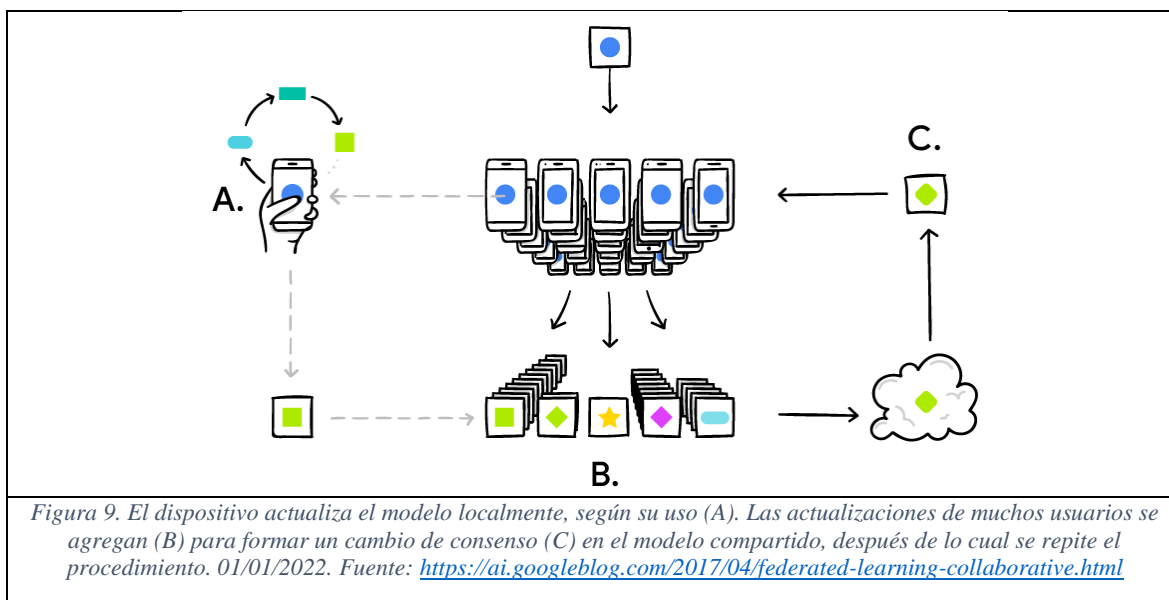 C.
A.
B.
Figura 9. El dispositivo actualiza el modelo localmente, según su uso (A). Las actualizaciones de muchos usuarios se
agregan (B) para formar un cambio de consenso (C) en el modelo compartido, después de lo cual se repite el
procedimiento. 01/01/2022. Fuente: https://ai.googleblog.com/2017/04/federated-learning-collaborative.html